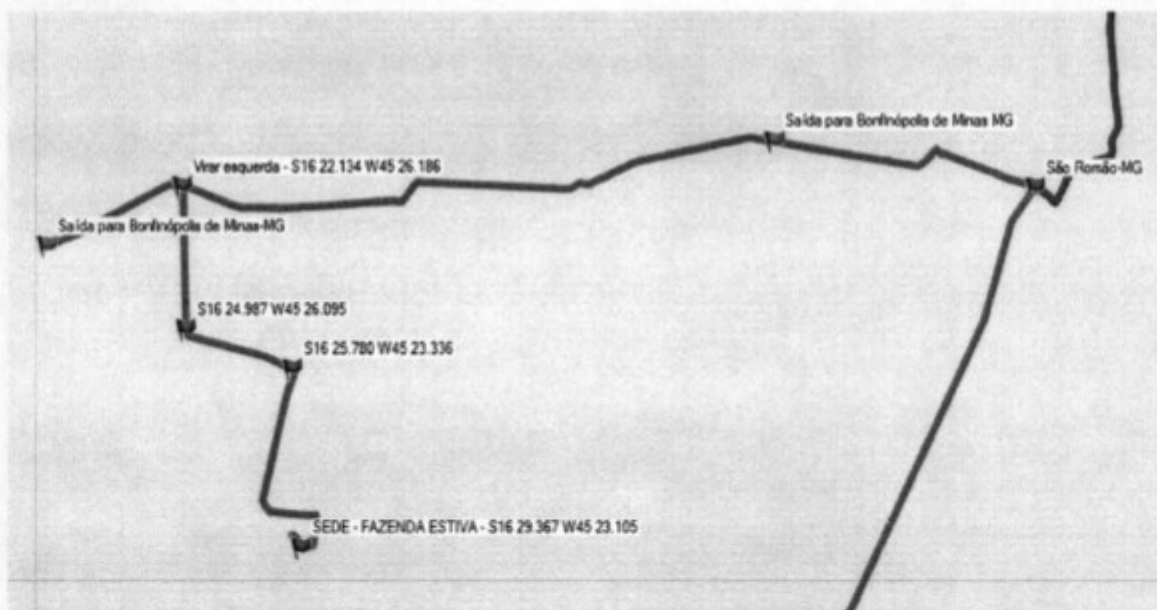 Saída para Bonfinópolis de Minas MG
Virar esquerda - S16 22.134 W45 26.186
São Romão-MG
Saída para Bonfinópolis de Minas-MG
S16 24.987 W45 26.095
S16 25.780 W45 23.336
SEDE - FAZENDA ESTIVA - S16 29.367 W45 23.105